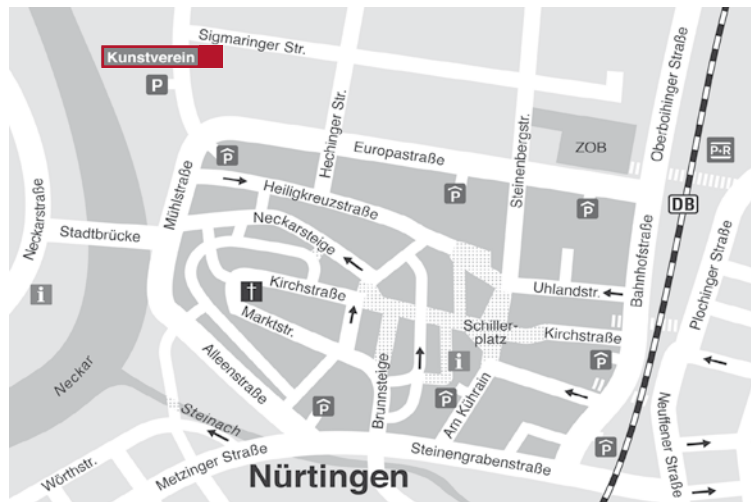 Sigmaringer Str.
Kunstverein
P
Hechinger Str.
Steinenbergstr.
Oberboihinger Straße
ZOB
P+R
Europastraße
P
P
P
Mühlstraße
Heiligkreuzstraße
DB
Neckarstraße
Stadtbrücke
Neckarsteige
Bahnhofstraße
Plochinger Straße
i
Kirchstraße
Uhlandstr.
Marktstr.
Schiller-
platz
Kirchstraße
Alleenstraße
Brunnsteige
i
P
Neckar
Am Kührain
P
P
Neuffener Straße
Steinach
Metzinger Straße
Steinengrabenstraße
P
Wörthstr.
Nürtingen